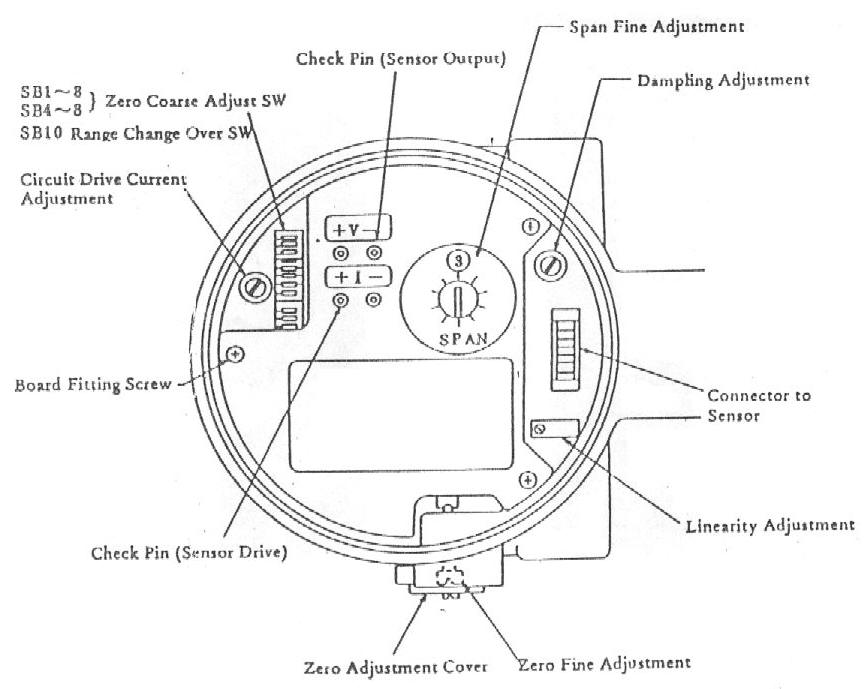 Span Fine Adjustment
Check Pin (Sensor Output)
Dampling Adjustment
SB1~8
SB4~8 } Zero Coarse Adjust SW
SB10 Range Change Over SW
Circuit Drive Current
Adjustment
+V-
+I-
3
SPAN
Board Fitting Screw
Connector to
Sensor
Linearity Adjustment
Check Pin (Sensor Drive)
Zero Adjustment Cover
Zero Fine Adjustment